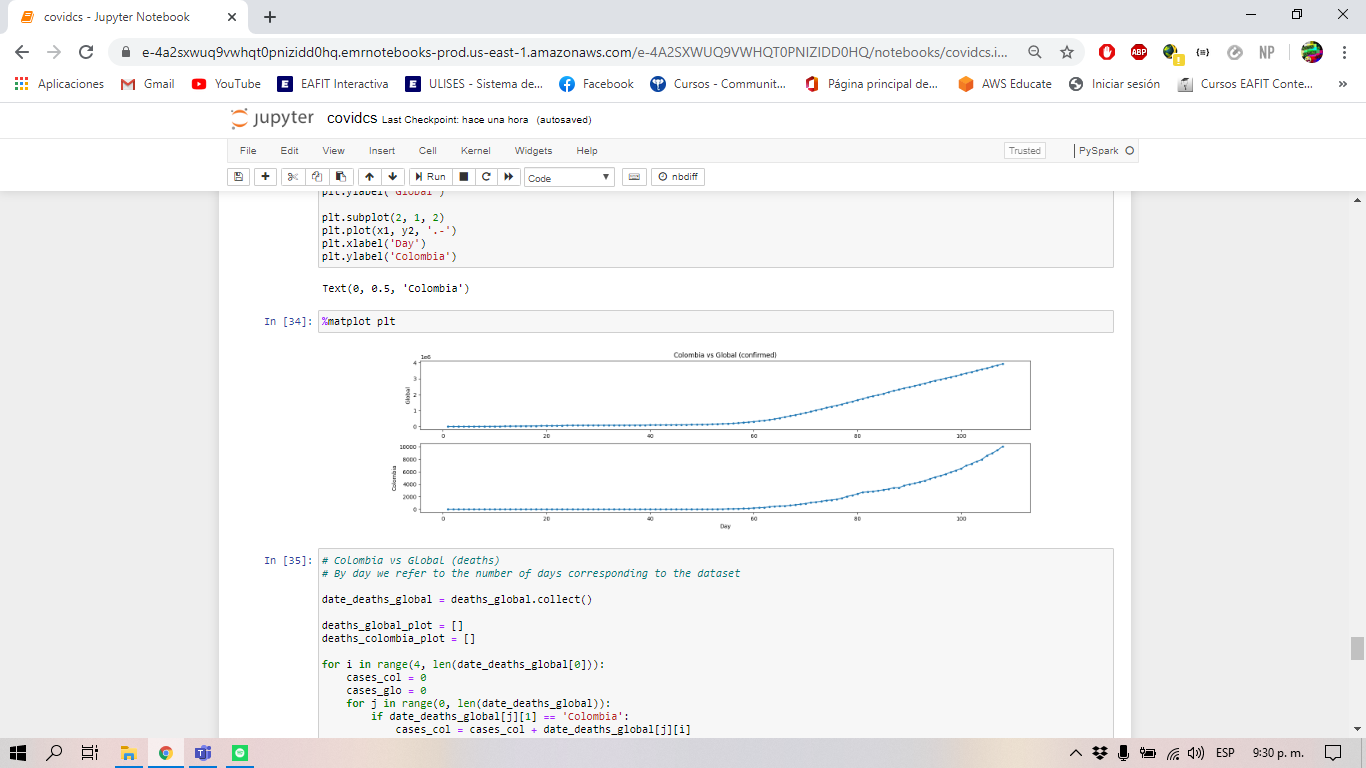 covidcs - Jupyter Notebook
e-4a2sxwuq9vwhqt0pnizidd0hq.emrnotebooks-prod.us-east-1.amazonaws.com/e-4A2SXWUQ9VWHQT0PNIZIDD0HQ/notebooks/covidcs.i...
ABP
NP
Aplicaciones Gmail YouTube EAFIT Interactiva ULISES - Sistema de... Facebook Cursos - Communit... Página principal de... AWS Educate Iniciar sesión Cursos EAFIT Conte... »
jupyter covidcs Last Checkpoint: hace una hora (autosaved)
File Edit View Insert Cell Kernel Widgets Help Trusted PySpark
Run Code nbdiff
plt.ylabel('Global')
plt.subplot(2, 1, 2)
plt.plot(x1, y2, '.-')
plt.xlabel('Day')
plt.ylabel('Colombia')
Text(0, 0.5, 'Colombia')
In [34]: %matplot plt
Colombia vs Global (confirmed)
1e6
4
3
2
1
0
Global
0 20 40 60 80 100
10000
8000
6000
4000
2000
0
Colombia
0 20 40 60 80 100
Day
In [35]: # Colombia vs Global (deaths)
# By day we refer to the number of days corresponding to the dataset
date_deaths_global = deaths_global.collect()
deaths_global_plot = []
deaths_colombia_plot = []
for i in range(4, len(date_deaths_global[0])):
cases_col = 0
cases_glo = 0
for j in range(0, len(date_deaths_global)):
if date_deaths_global[j][1] == 'Colombia':
cases_col = cases_col + date_deaths_global[j][i]
ESP 9:30 p. m.